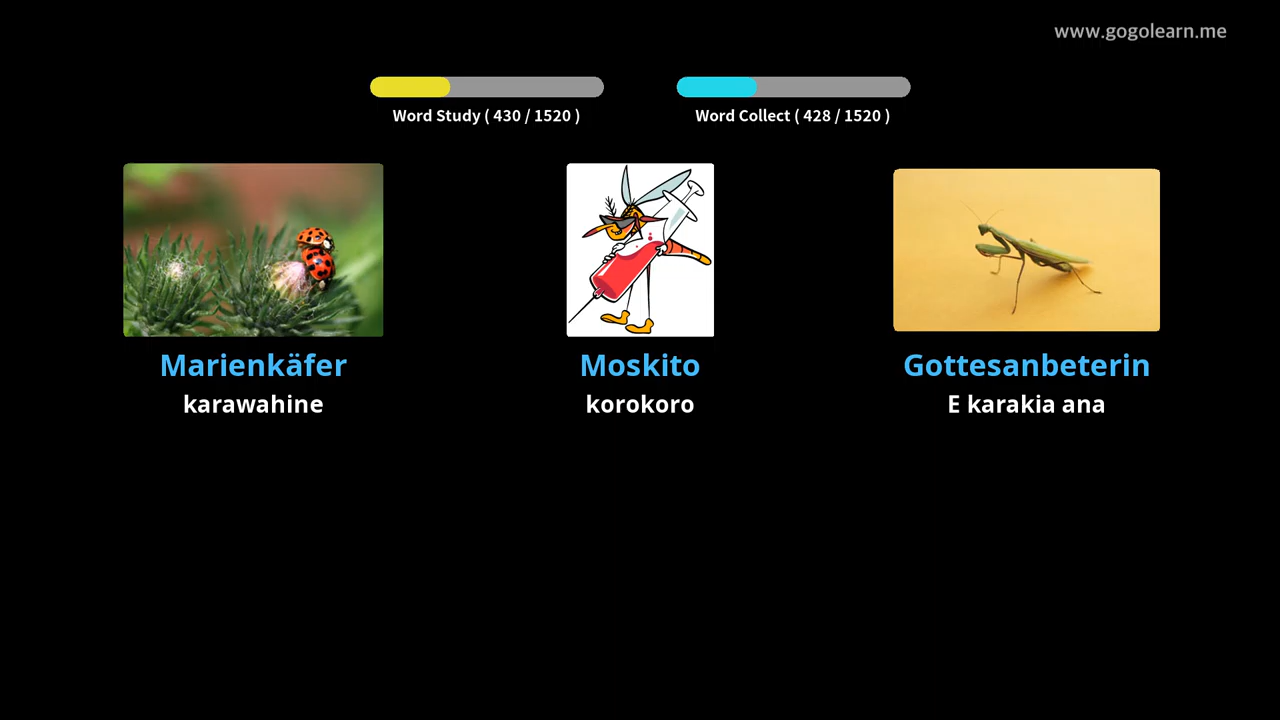 www.gogolearn.me
Word Study ( 430 / 1520 )
Word Collect ( 428 / 1520 )
Marienkäfer
karawahine
Moskito
korokoro
Gottesanbeterin
E karakia ana